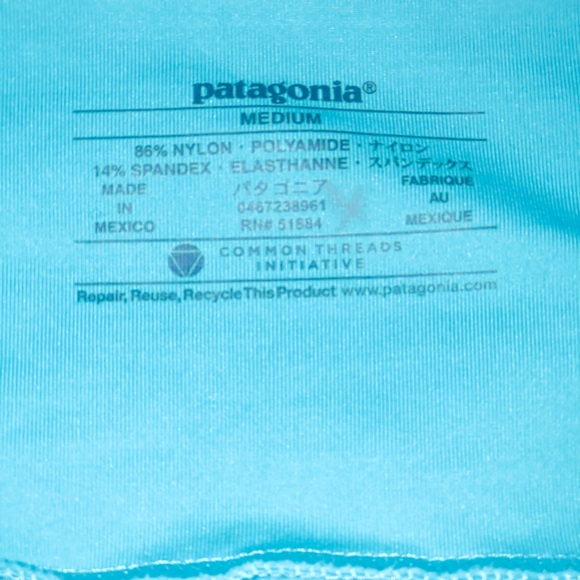 patagonia®
MEDIUM
86% NYLON · POLYAMIDE · ナイロン
14% SPANDEX · ELASTHANNE · スパンデックス
MADE IN MEXICO
パタゴニア
0467238961
RN# 51884
FABRIQUÉ AU MEXIQUE
COMMON THREADS
INITIATIVE
Repair, Reuse, Recycle This Product www.patagonia.com